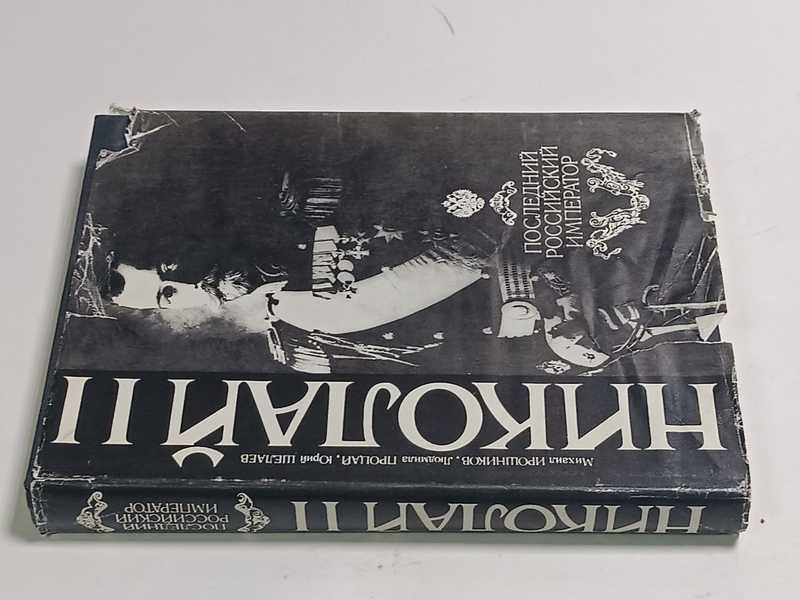 Михаил ИРОШНИКОВ, Людмила ПРОЦАЙ, Юрий ШЕЛАЕВ
НИКОЛАЙ II
ПОСЛЕДНИЙ
РОССИЙСКИЙ
ИМПЕРАТОР
НИКОЛАЙ II
ПОСЛЕДНИЙ
РОССИЙСКИЙ
ИМПЕРАТОР